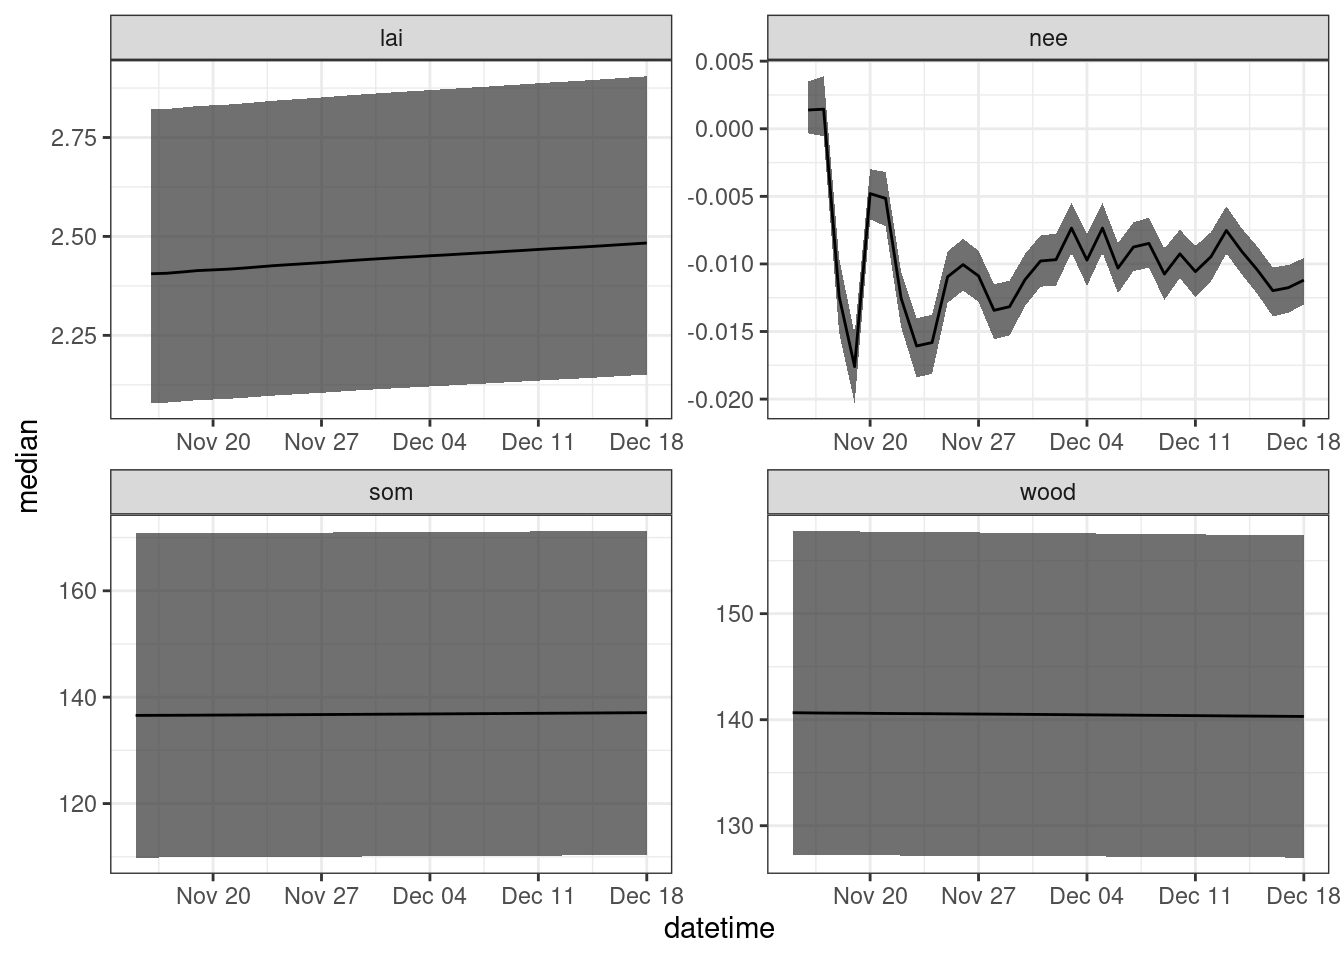 lai
nee
2.75
2.50
2.25
0.005
0.000
-0.005
-0.010
-0.015
-0.020
Nov 20 Nov 27 Dec 04 Dec 11 Dec 18
Nov 20 Nov 27 Dec 04 Dec 11 Dec 18
median
som
wood
160
140
120
150
140
130
Nov 20 Nov 27 Dec 04 Dec 11 Dec 18
Nov 20 Nov 27 Dec 04 Dec 11 Dec 18
datetime